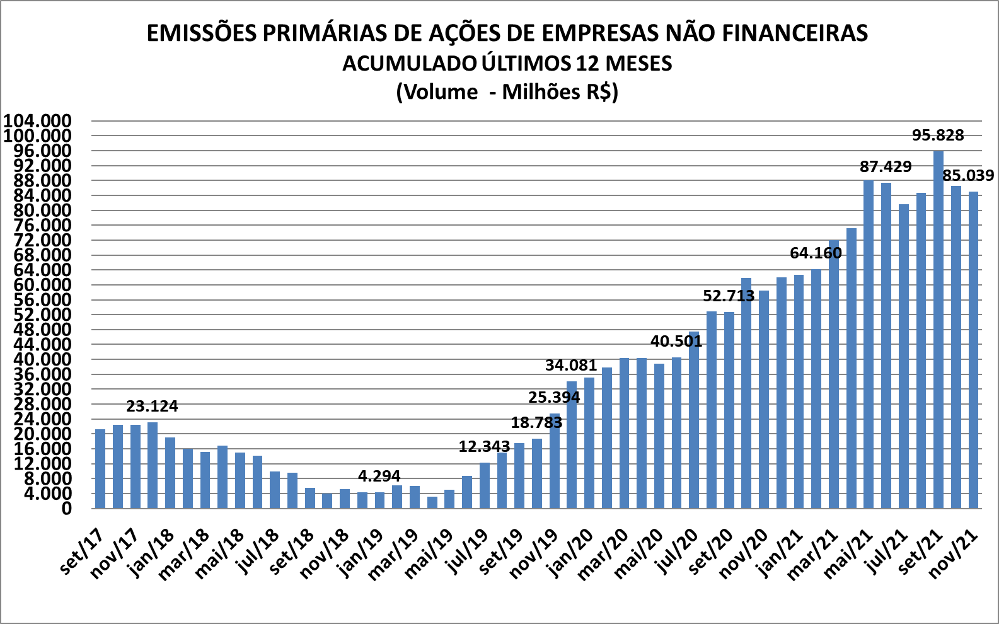 EMISSÕES PRIMÁRIAS DE AÇÕES DE EMPRESAS NÃO FINANCEIRAS
ACUMULADO ÚLTIMOS 12 MESES
(Volume  - Milhões R$)
104.000
100.000
96.000
92.000
88.000
84.000
80.000
76.000
72.000
68.000
64.000
60.000
56.000
52.000
48.000
44.000
40.000
36.000
32.000
28.000
24.000
20.000
16.000
12.000
8.000
4.000
0
23.124
4.294
12.343
18.783
25.394
34.081
40.501
52.713
64.160
87.429
95.828
85.039
set/17
nov/17
jan/18
mar/18
mai/18
jul/18
set/18
nov/18
jan/19
mar/19
mai/19
jul/19
set/19
nov/19
jan/20
mar/20
mai/20
jul/20
set/20
nov/20
jan/21
mar/21
mai/21
jul/21
set/21
nov/21